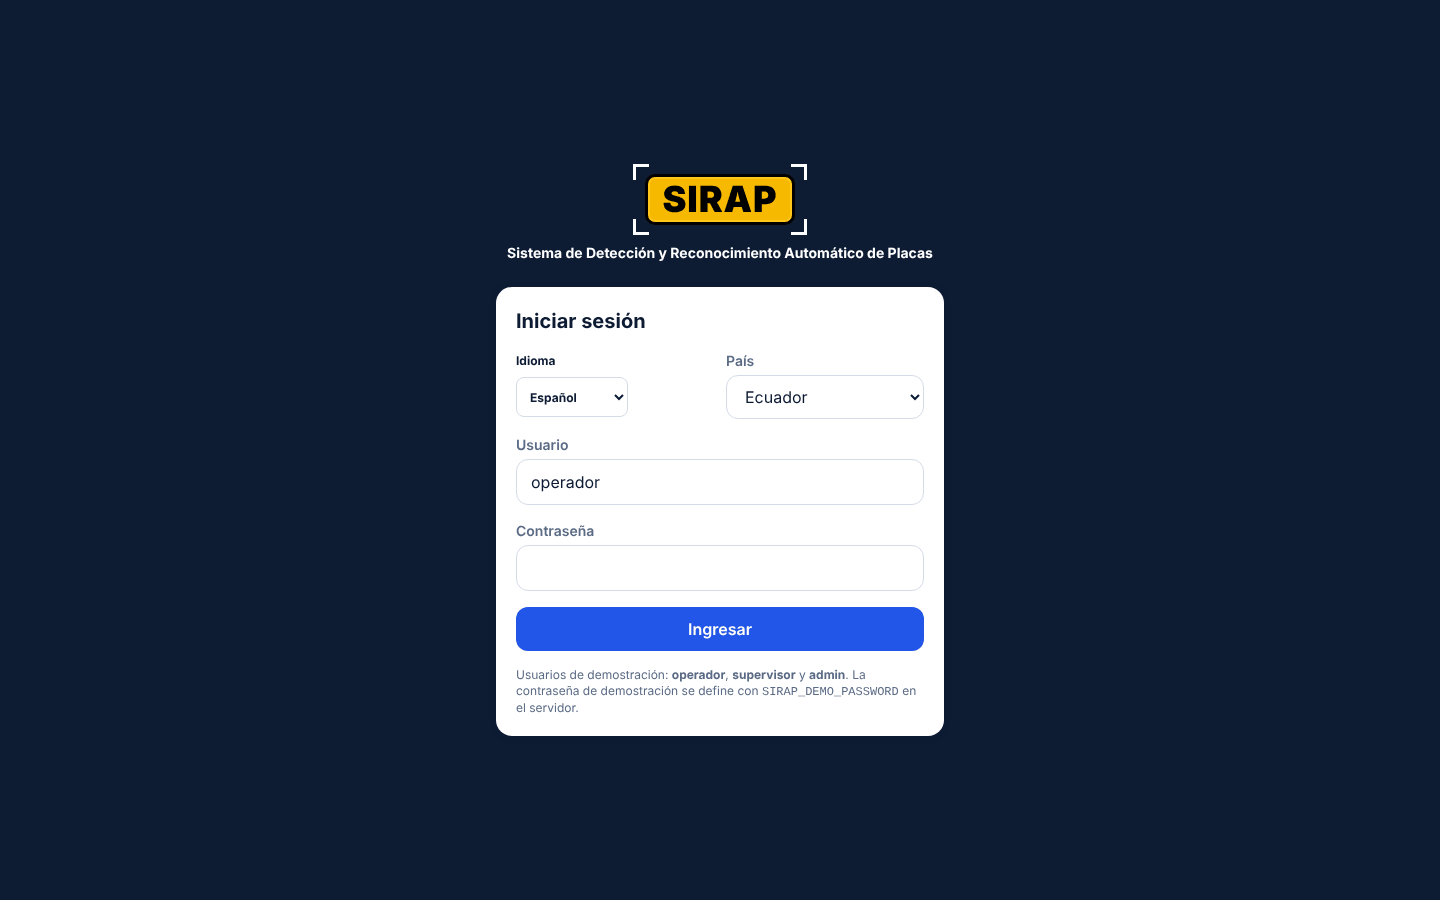 SIRAP
Sistema de Detección y Reconocimiento Automático de Placas
Iniciar sesión
Idioma
País
Español
Ecuador
Usuario
operador
Contraseña
Ingresar
Usuarios de demostración: operador, supervisor y admin. La
contraseña de demostración se define con SIRAP_DEMO_PASSWORD en
el servidor.